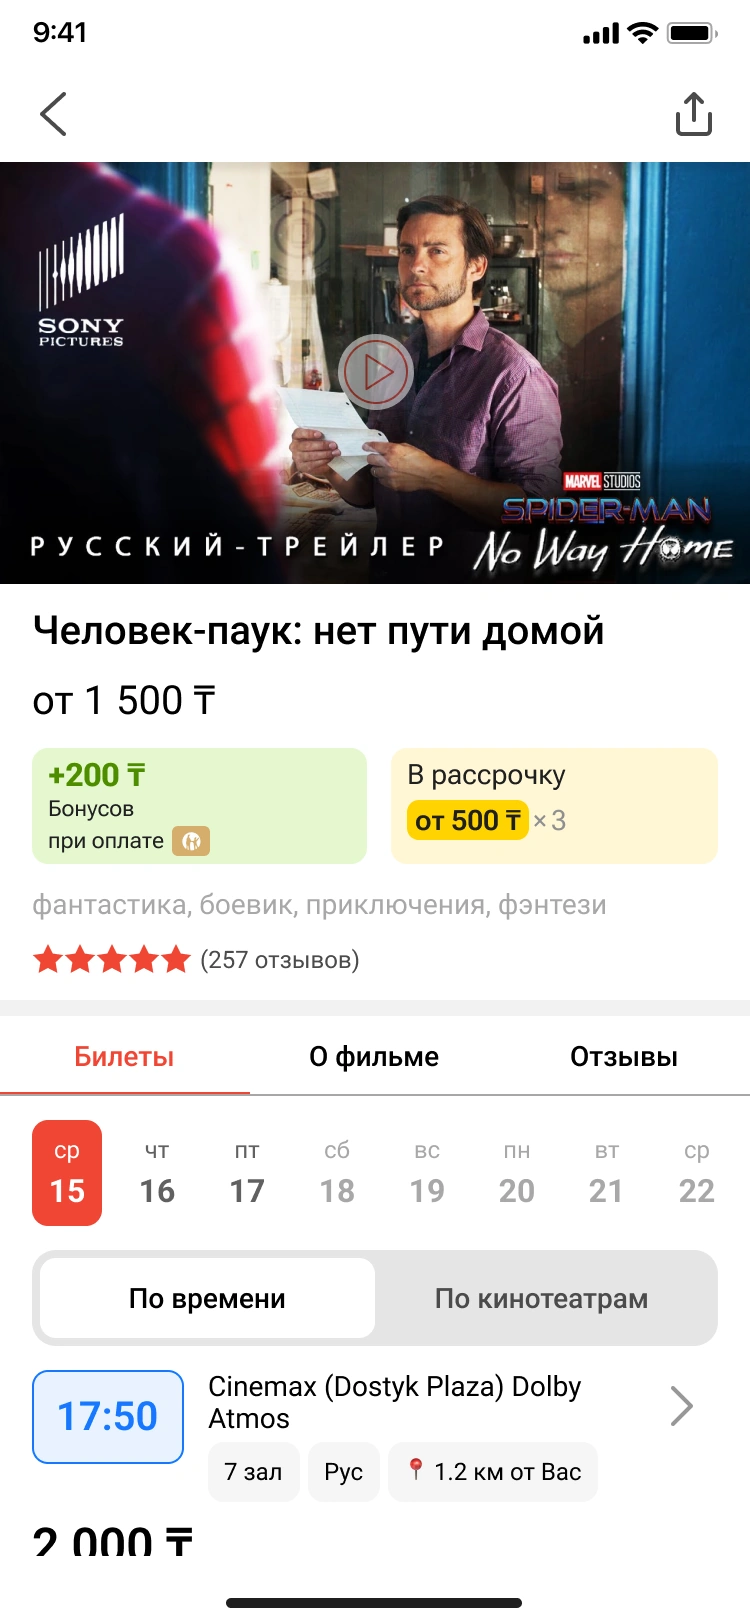 9:41
SONY
PICTURES
MARVEL STUDIOS
SPIDER-MAN
РУССКИЙ-ТРЕЙЛЕР No Way Home
Человек-паук: нет пути домой
от 1 500 ₸
+200 ₸
Бонусов
при оплате
В рассрочку
от 500 ₸ × 3
фантастика, боевик, приключения, фэнтези
(257 отзывов)
Билеты О фильме Отзывы
ср чт пт сб вс пн вт ср
15 16 17 18 19 20 21 22
По времени По кинотеатрам
17:50
Cinemax (Dostyk Plaza) Dolby
Atmos
7 зал Рус 1.2 км от Вас
2 000 ₸